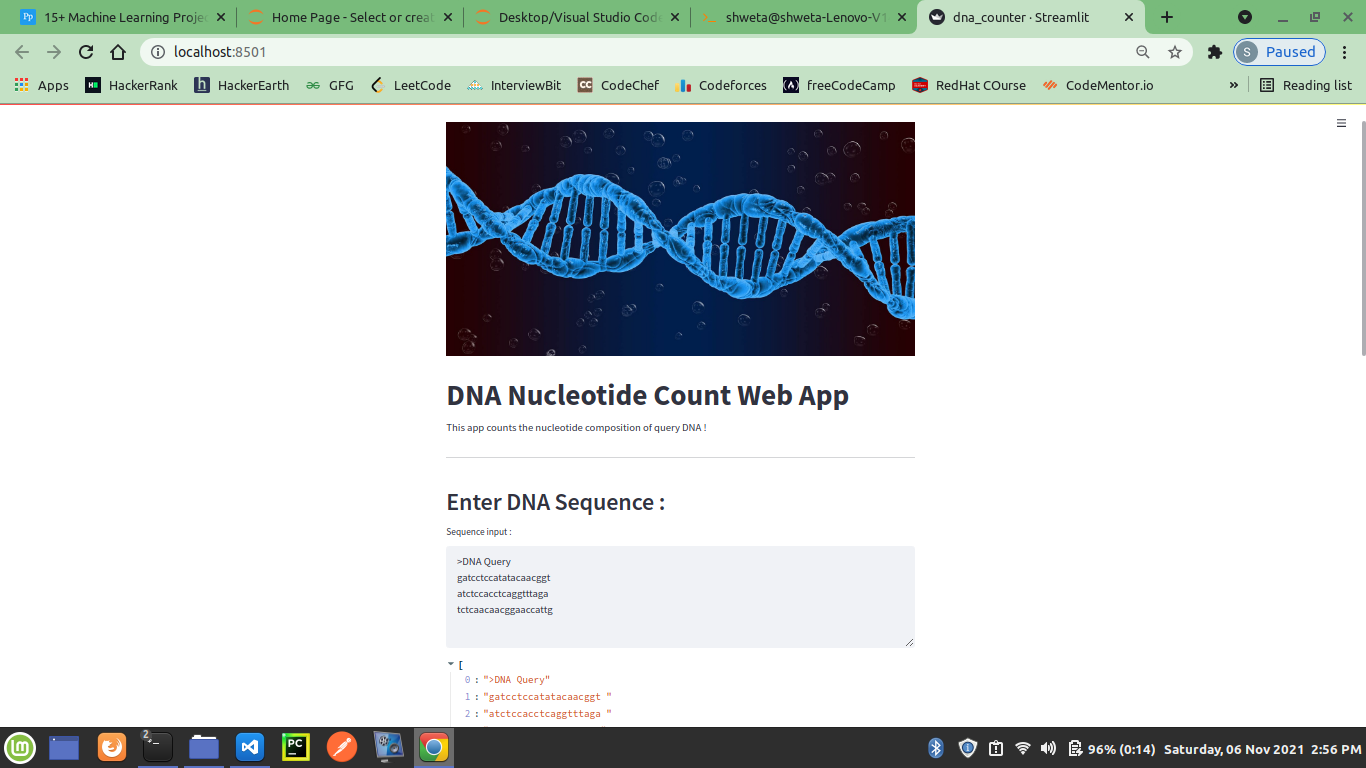 15+ Machine Learning Proje
Home Page - Select or creat
Desktop/Visual Studio Code
shweta@shweta-Lenovo-V1
dna_counter · Streamlit
localhost:8501
S Paused
Apps
HackerRank
HackerEarth
GFG
LeetCode
InterviewBit
CodeChef
Codeforces
freeCodeCamp
RedHat COurse
CodeMentor.io
»
Reading list
DNA Nucleotide Count Web App
This app counts the nucleotide composition of query DNA !
Enter DNA Sequence :
Sequence input :
>DNA Query
gatcctccatatacaacggt
atctccacctcaggtttaga
tctcaacaacggaaccattg
[
0 : ">DNA Query"
1 : "gatcctccatatacaacggt "
2 : "atctccacctcaggtttaga "
2
PC
96% (0:14) Saturday, 06 Nov 2021 2:56 PM